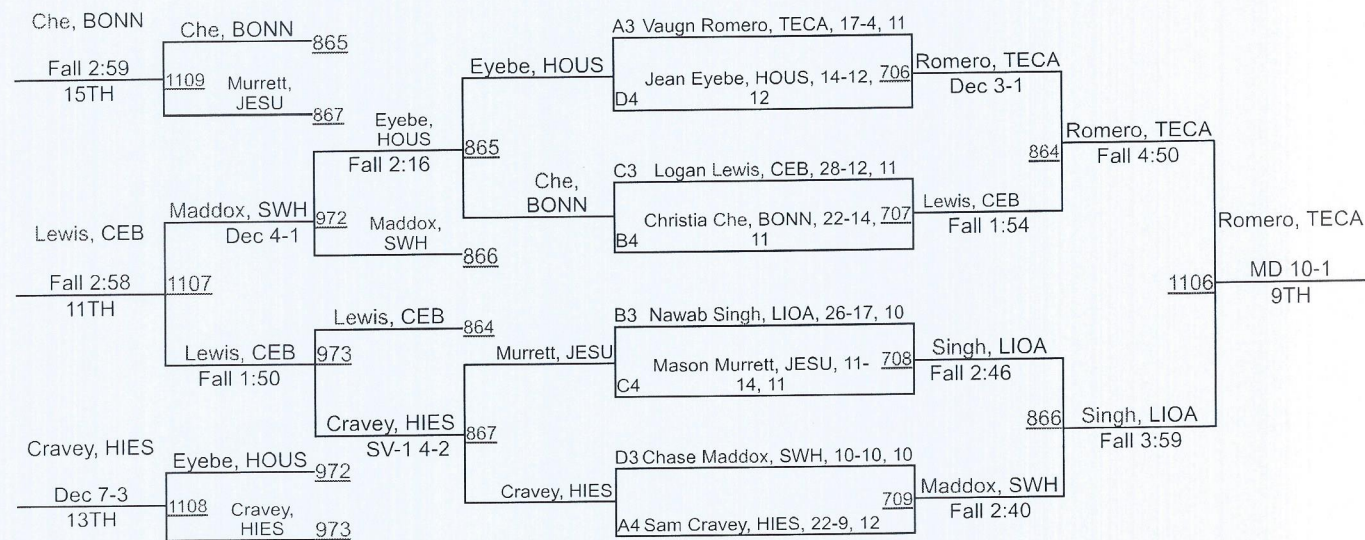 Che, BONN
Fall 2:59
15TH
1109
Che, BONN
865
Murrett,
JESU
867
Lewis, CEB
Fall 2:58
11TH
1107
Maddox, SWH
Dec 4-1
972
Eyebe,
HOUS
Fall 2:16
865
Maddox,
SWH
866
Lewis, CEB
Fall 1:50
973
Lewis, CEB
864
Cravey, HIES
SV-1 4-2
867
Cravey, HIES
Dec 7-3
13TH
1108
Eyebe, HOUS
972
Cravey,
HIES
973
Eyebe, HOUS
Che,
BONN
Murrett, JESU
Cravey, HIES
A3 Vaugn Romero, TECA, 17-4, 11
Jean Eyebe, HOUS, 14-12,
12
D4
706
C3 Logan Lewis, CEB, 28-12, 11
Christia Che, BONN, 22-14,
11
B4
707
B3 Nawab Singh, LIOA, 26-17, 10
Mason Murrett, JESU, 11-
14, 11
C4
708
D3 Chase Maddox, SWH, 10-10, 10
709
A4 Sam Cravey, HIES, 22-9, 12
Romero, TECA
Dec 3-1
864
Lewis, CEB
Fall 1:54
Singh, LIOA
Fall 2:46
866
Maddox, SWH
Fall 2:40
Romero, TECA
Fall 4:50
1106
Singh, LIOA
Fall 3:59
Romero, TECA
MD 10-1
9TH